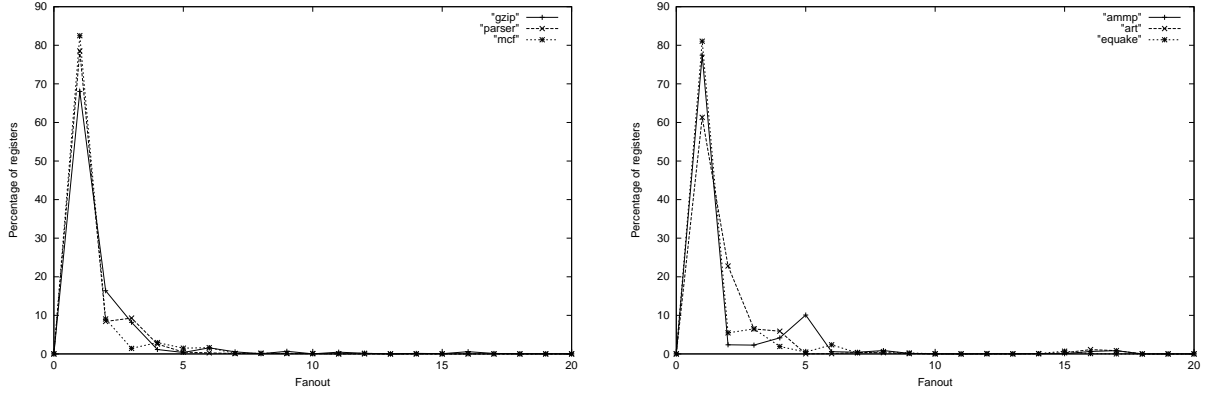 "gzip"
"parser"
"mcf"
90
80
70
60
50
40
30
20
10
0
Percentage of registers
0 5 10 15 20
Fanout
"ammp"
"art"
"equake"
90
80
70
60
50
40
30
20
10
0
Percentage of registers
0 5 10 15 20
Fanout